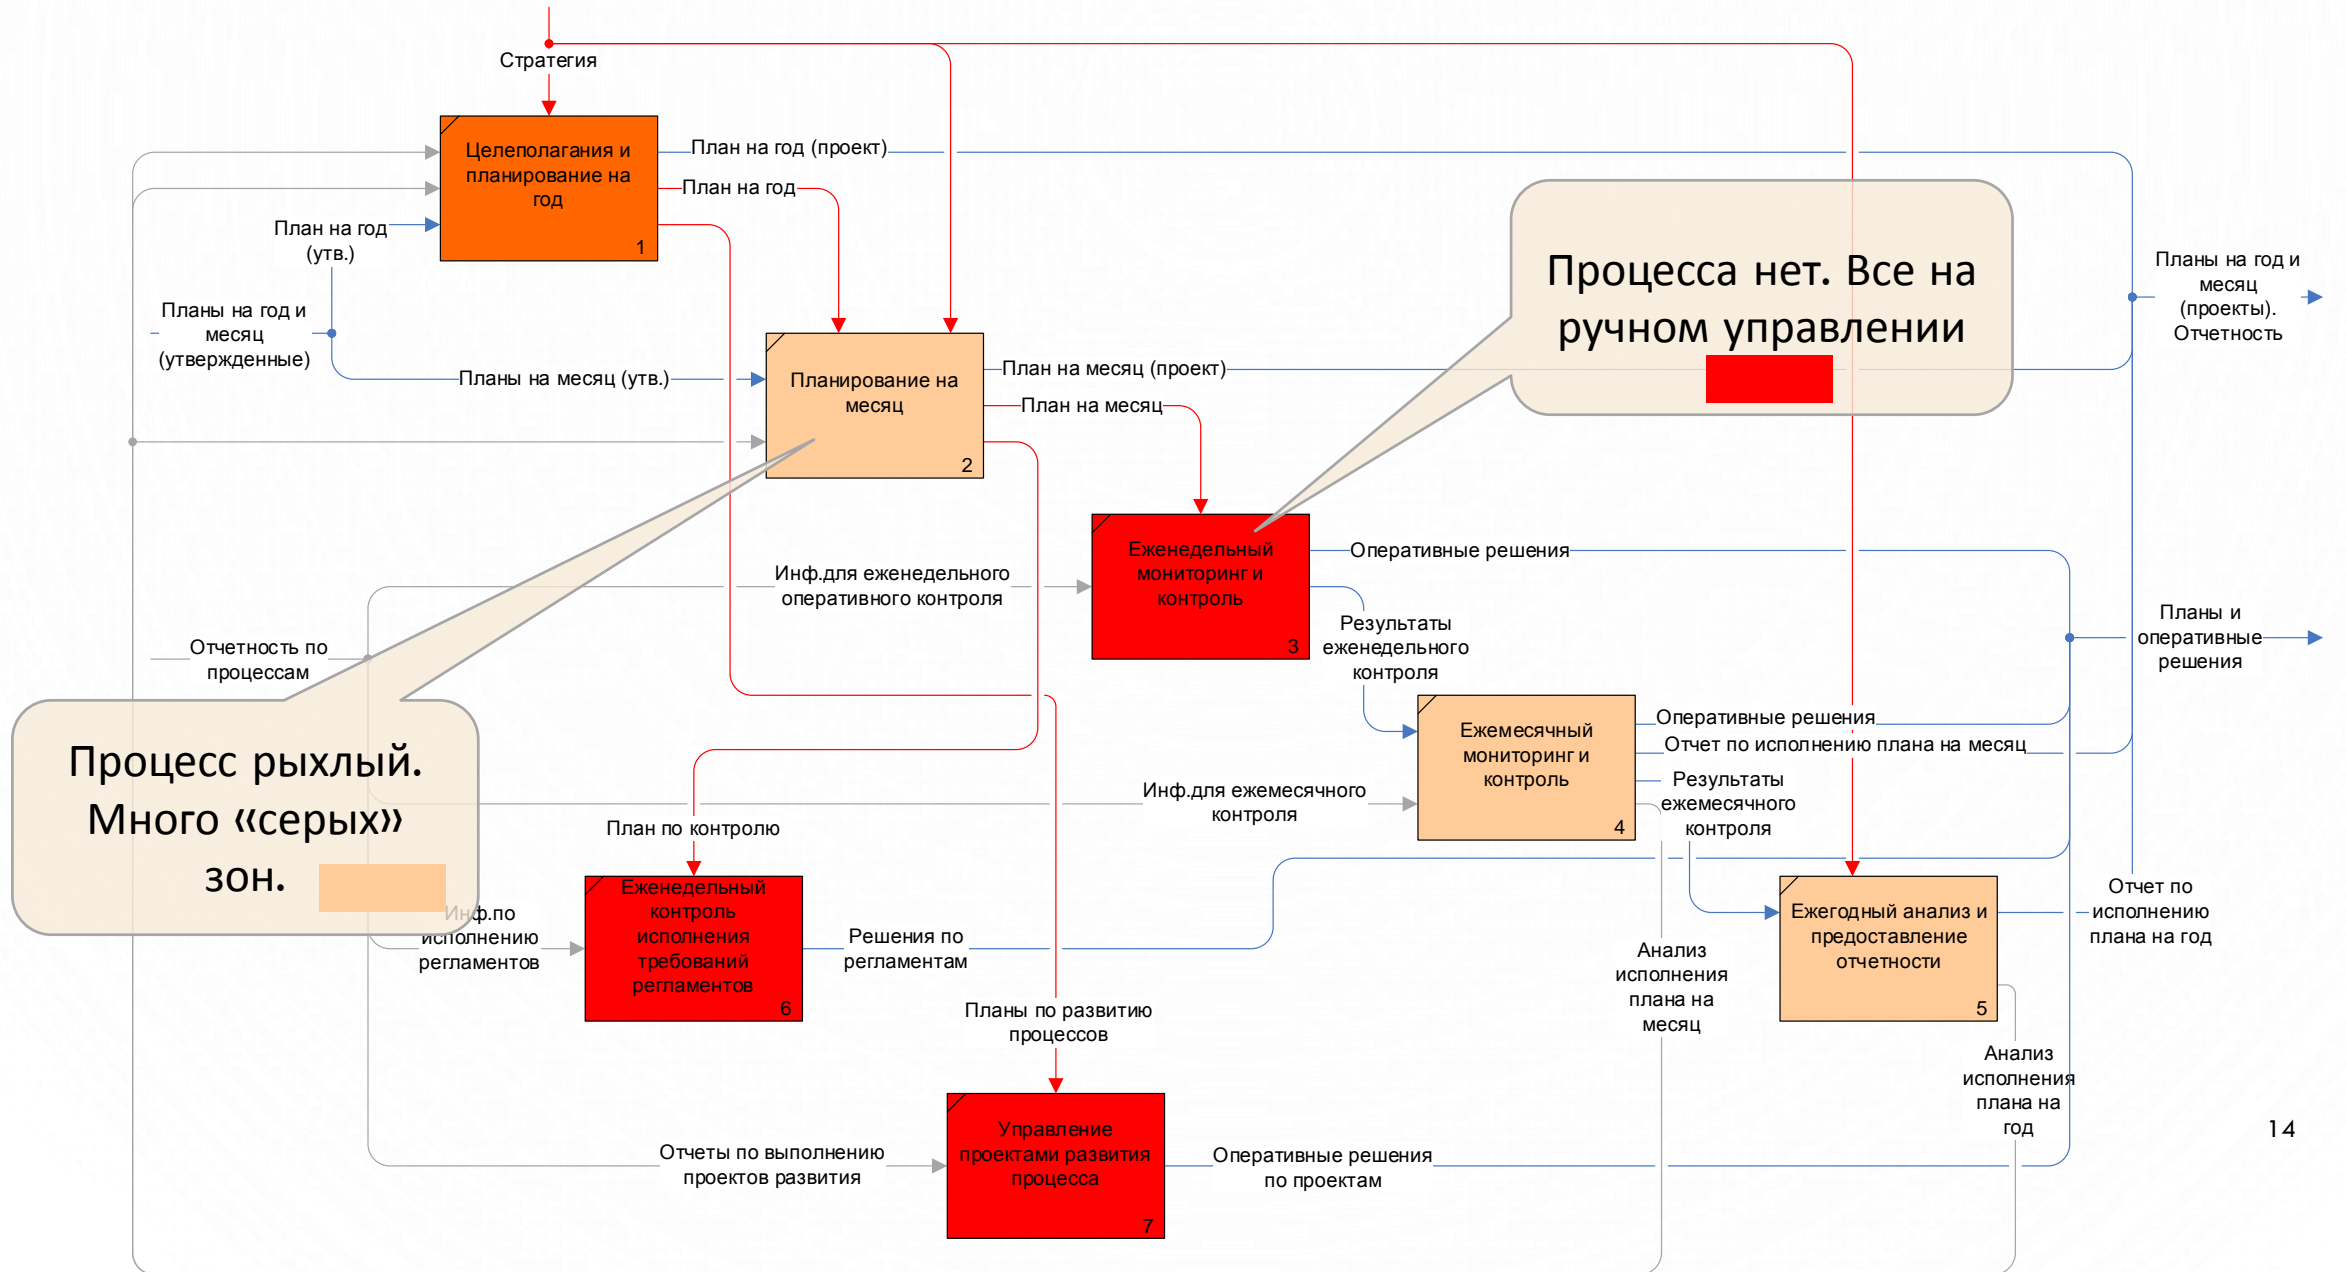 Стратегия
Целеполагания и
планирование на
год
1
План на год (проект)
План на год
План на год
(утв.)
Планы на год и
месяц
(утвержденные)
Планы на месяц (утв.)
Планирование на
месяц
2
План на месяц (проект)
План на месяц
Процесса нет. Все на
ручном управлении
Планы на год и
месяц
(проекты).
Отчетность
Еженедельный
мониторинг и
контроль
3
Оперативные решения
Инф.для еженедельного
оперативного контроля
Результаты
еженедельного
контроля
Планы и
оперативные
решения
Отчетность по
процессам
Процесс рыхлый.
Много «серых»
зон.
Ежемесячный
мониторинг и
контроль
4
Оперативные решения
Отчет по исполнению плана на месяц
Результаты
ежемесячного
контроля
Инф.для ежемесячного
контроля
План по контролю
Еженедельный
контроль
исполнения
требований
регламентов
6
Инф.по
исполнению
регламентов
Решения по
регламентам
Ежегодный анализ и
предоставление
отчетности
5
Отчет по
исполнению
плана на год
Анализ
исполнения
плана на
месяц
Планы по развитию
процессов
Анализ
исполнения
плана на
год
Управление
проектами развития
процесса
7
Отчеты по выполнению
проектов развития
Оперативные решения
по проектам
14